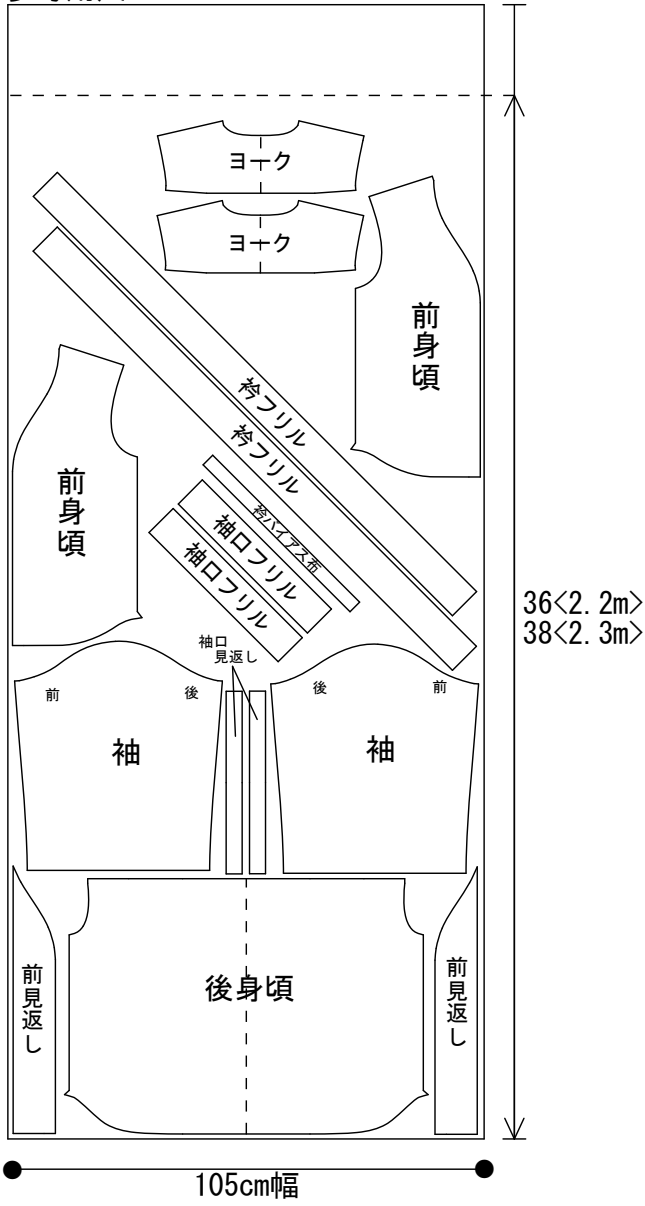 ヨーク
ヨーク
前身頃
衿フリル
衿フリル
前身頃
衿バイアス布
袖口フリル
袖口フリル
36<2.2m>
38<2.3m>
袖口
見返し
前
後
後
前
袖
袖
後身頃
前見返し
前見返し
105cm幅